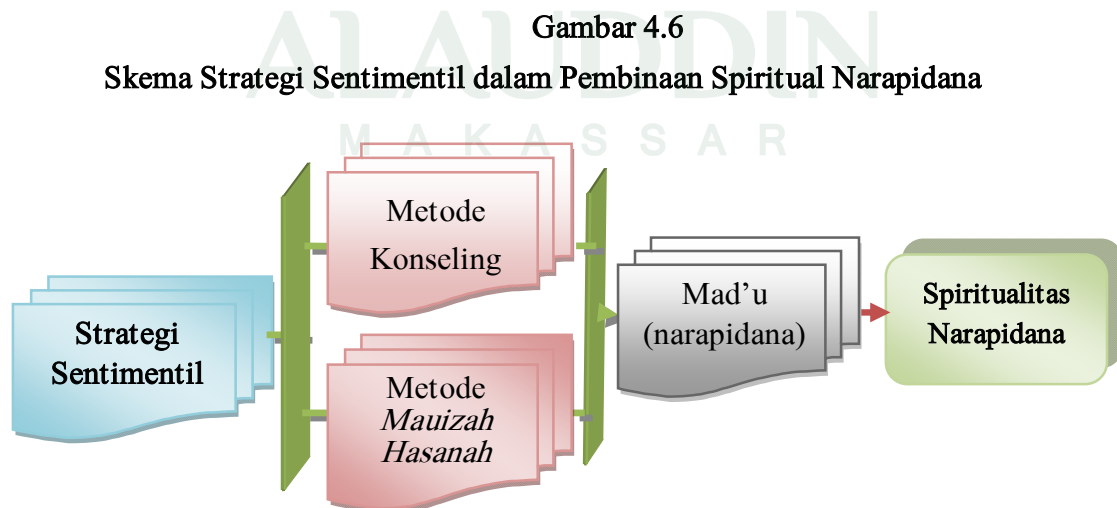 ALAUDDIN
MAKASSAR
Gambar 4.6
Skema Strategi Sentimentil dalam Pembinaan Spiritual Narapidana
Strategi
Sentimentil
Metode
Konseling
Metode
Mauizah
Hasanah
Mad’u
(narapidana)
Spiritualitas
Narapidana